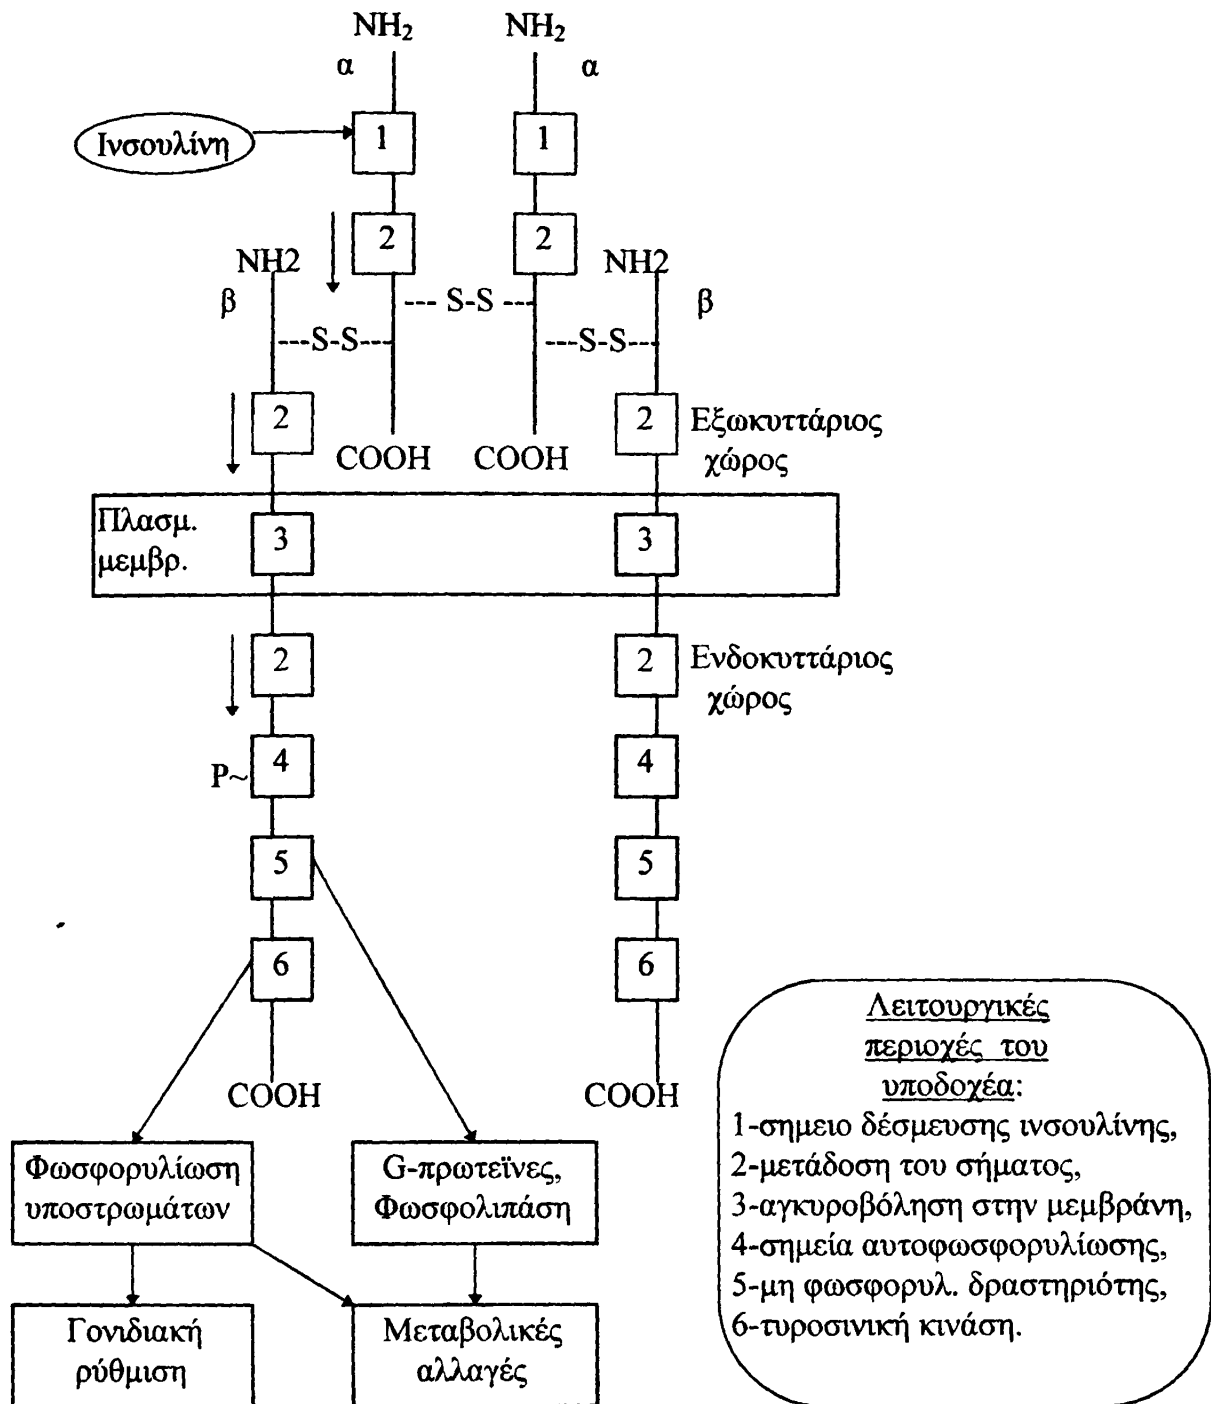 NH₂ NH₂
α α
Ινσουλίνη
1 1
2 2
NH2 NH2
β β
--- S-S ---
---S-S--- ---S-S---
2 2
Εξωκυττάριος
χώρος
COOH COOH
Πλασμ.
μεμβρ.
3 3
2 2
Ενδοκυττάριος
χώρος
P~ 4 4
5 5
6 6
COOH COOH
Φωσφορυλίωση
υποστρωμάτων
G-πρωτεϊνες,
Φωσφολιπάση
Γονιδιακή
ρύθμιση
Μεταβολικές
αλλαγές
Λειτουργικές
περιοχές του
υποδοχέα:
1-σημειο δέσμευσης ινσουλίνης,
2-μετάδοση του σήματος,
3-αγκυροβόληση στην μεμβράνη,
4-σημεία αυτοφωσφορυλίωσης,
5-μη φωσφορυλ. δραστηριότης,
6-τυροσινική κινάση.